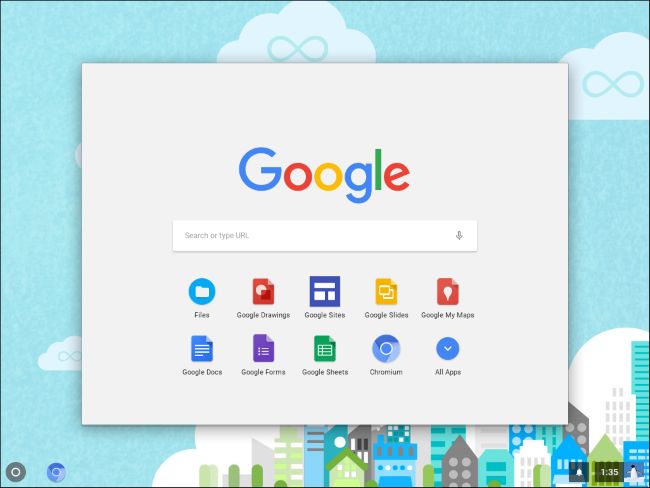 Google
Search or type URL
Files
Google Drawings
Google Sites
Google Slides
Google My Maps
Google Docs
Google Forms
Google Sheets
Chromium
All Apps
1:35